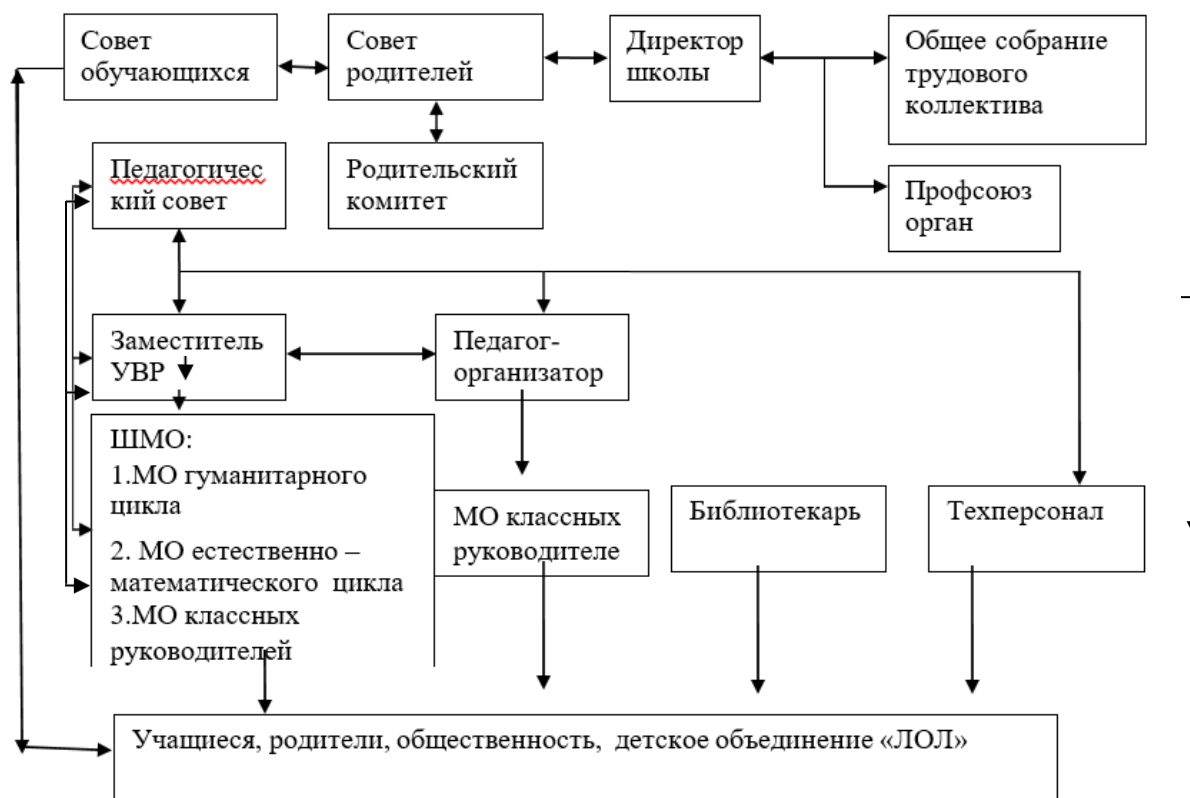 Совет
обучающихся
Совет
родителей
Директор
школы
Общее собрание
трудового
коллектива
Педагогичес
кий совет
Родительский
комитет
Профсоюз
орган
Заместитель
УВР
Педагог-
организатор
ШМО:
1.МО гуманитарного
цикла
2. МО естественно –
математического цикла
3.МО классных
руководителей
МО классных
руководителе
Библиотекарь
Техперсонал
Учащиеся, родители, общественность, детское объединение «ЛОЛ»